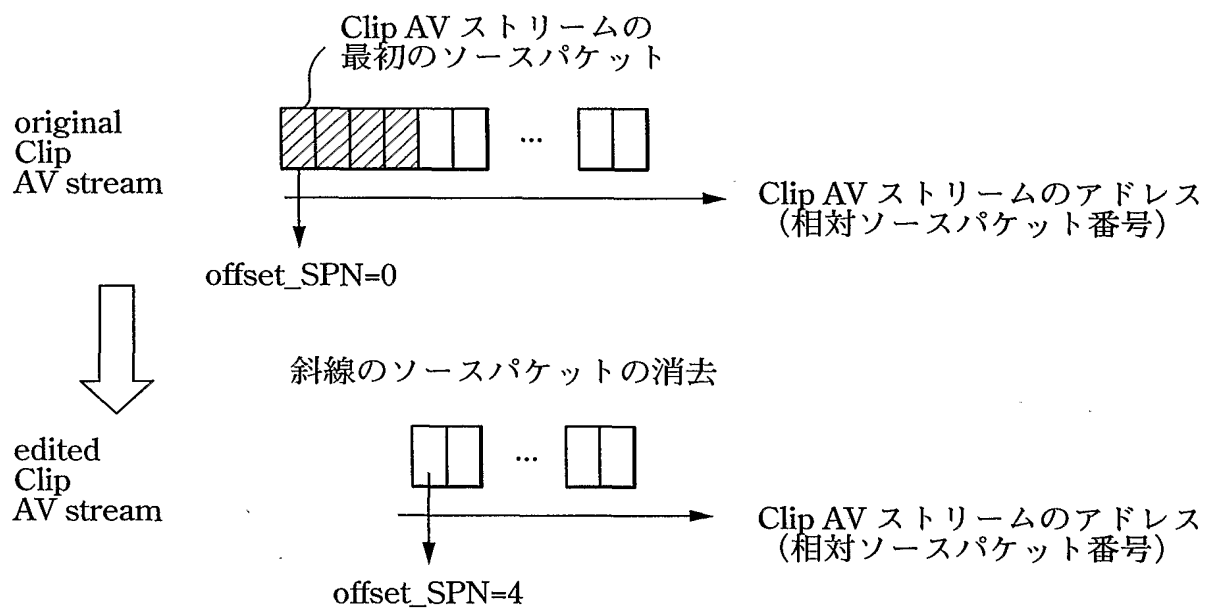 Clip AV ストリームの
最初のソースパケット
original
Clip
AV stream
...
Clip AV ストリームのアドレス
(相対ソースパケット番号)
offset_SPN=0
斜線のソースパケットの消去
edited
Clip
AV stream
...
Clip AV ストリームのアドレス
(相対ソースパケット番号)
offset_SPN=4